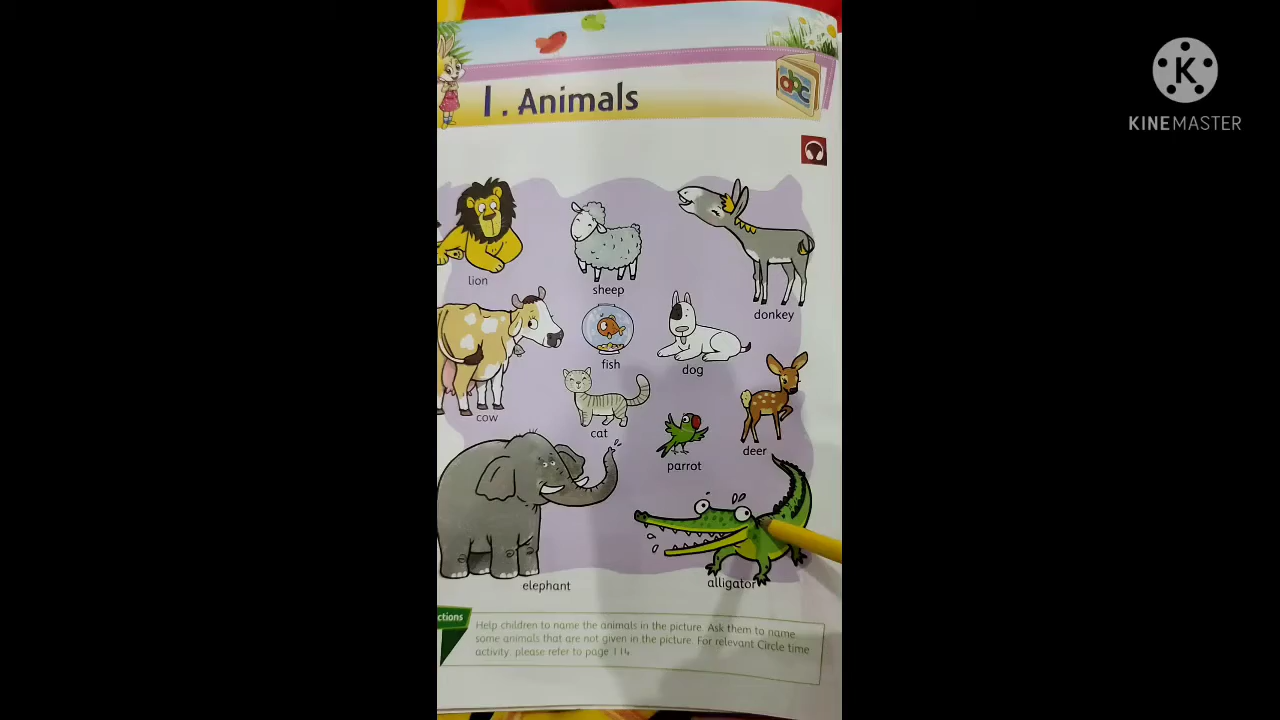 1. Animals
abc
K
KINEMASTER
lion
sheep
donkey
cow
fish
dog
cat
parrot
deer
elephant
alligator
ctions
Help children to name the animals in the picture. Ask them to name
some animals that are not given in the picture. For relevant Circle time
activity, please refer to page 114.